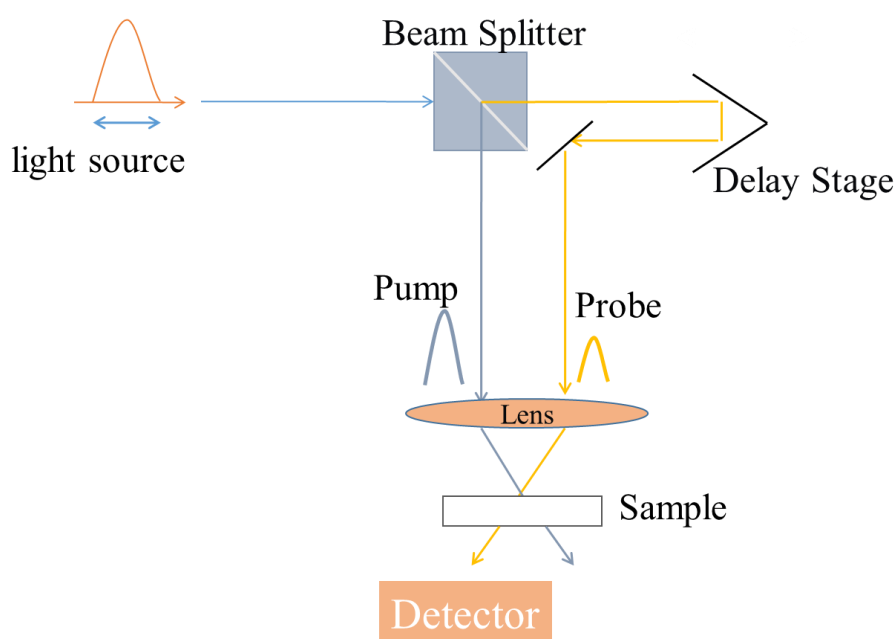 Beam Splitter
light source
Delay Stage
Pump
Probe
Lens
Sample
Detector